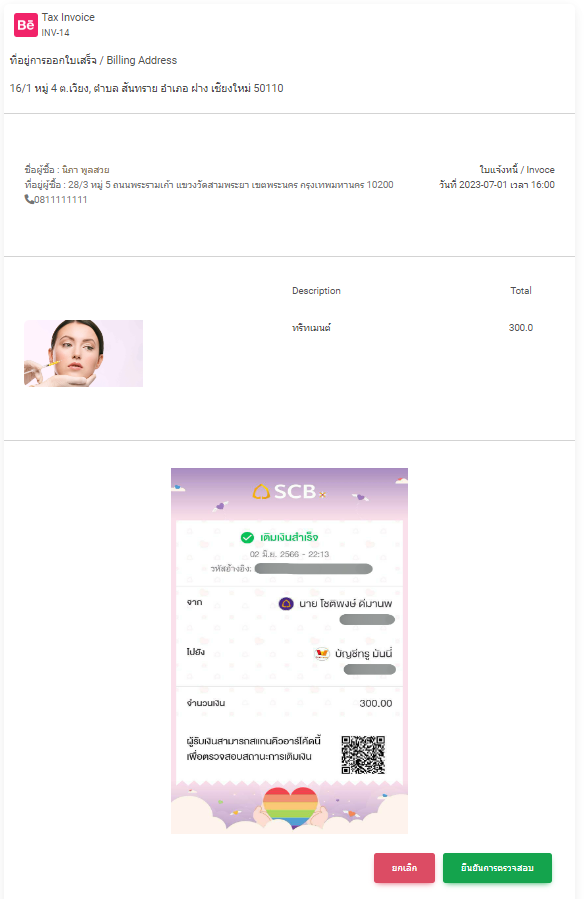 Bē Tax Invoice
INV-14
ที่อยู่การออกใบเสร็จ / Billing Address
16/1 หมู่ 4 ต.เวียง, ตำบล สันทราย อำเภอ ฝาง เชียงใหม่ 50110
ชื่อผู้ซื้อ : นิภา พูลสวย
ใบแจ้งหนี้ / Invoce
ที่อยู่ผู้ซื้อ : 28/3 หมู่ 5 ถนนพระรามเก้า แขวงวัดสามพระยา เขตพระนคร กรุงเทพมหานคร 10200
วันที่ 2023-07-01 เวลา 16:00
0811111111
Description Total
ทรีทเมนต์ 300.0
SCB
เติมเงินสำเร็จ
02 มิ.ย. 2566 - 22:13
รหัสอ้างอิง:
จาก นาย โชติพงษ์ ดีมานพ
ไปยัง บัญชีทรู มันนี่
จำนวนเงิน 300.00
ผู้รับเงินสามารถสแกนคิวอาร์โค้ดนี้
เพื่อตรวจสอบสถานะการเติมเงิน
ยกเลิก ยืนยันการตรวจสอบ